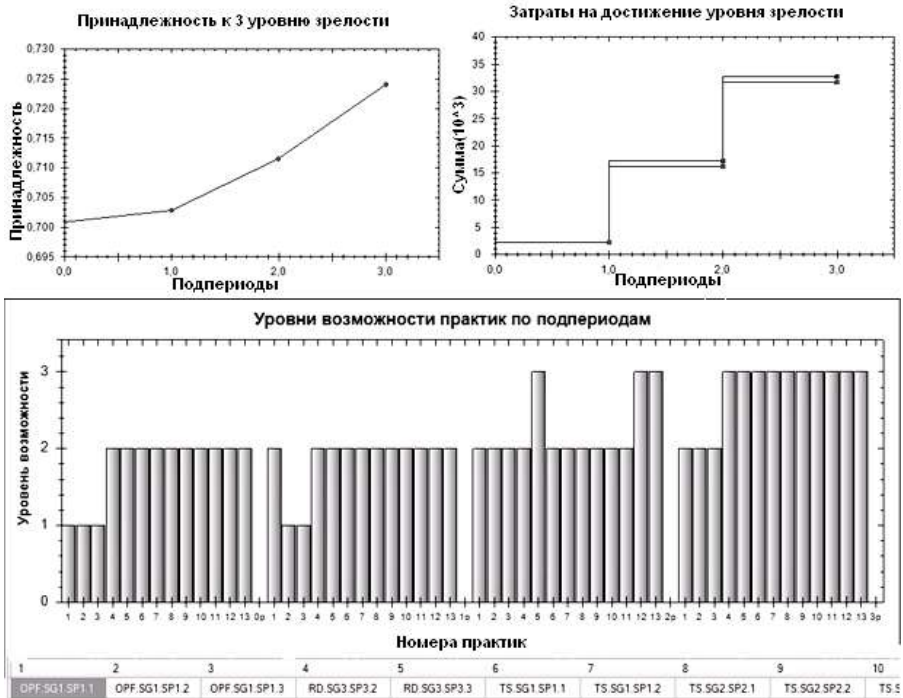 Принадлежность к 3 уровню зрелости
0,730
0,725
0,720
0,715
0,710
0,705
0,700
0,695
Принадлежность
0,0 1,0 2,0 3,0
Подпериоды
Затраты на достижение уровня зрелости
40
35
30
25
20
15
10
5
0
Сумма(10^3)
0,0 1,0 2,0 3,0
Подпериоды
Уровни возможности практик по подпериодам
3
2
1
0
Уровень возможности
1 2 3 4 5 6 7 8 9 10 11 12 13 0p 1 2 3 4 5 6 7 8 9 10 11 12 13 1p 1 2 3 4 5 6 7 8 9 10 11 12 13 2p 1 2 3 4 5 6 7 8 9 10 11 12 13 3p
Номера практик
1 2 3 4 5 6 7 8 9 10
OPF.SG1.SP1.1 OPF.SG1.SP1.2 OPF.SG1.SP1.3 RD.SG3.SP3.2 RD.SG3.SP3.3 TS.SG1.SP1.1 TS.SG1.SP1.2 TS.SG2.SP2.1 TS.SG2.SP2.2